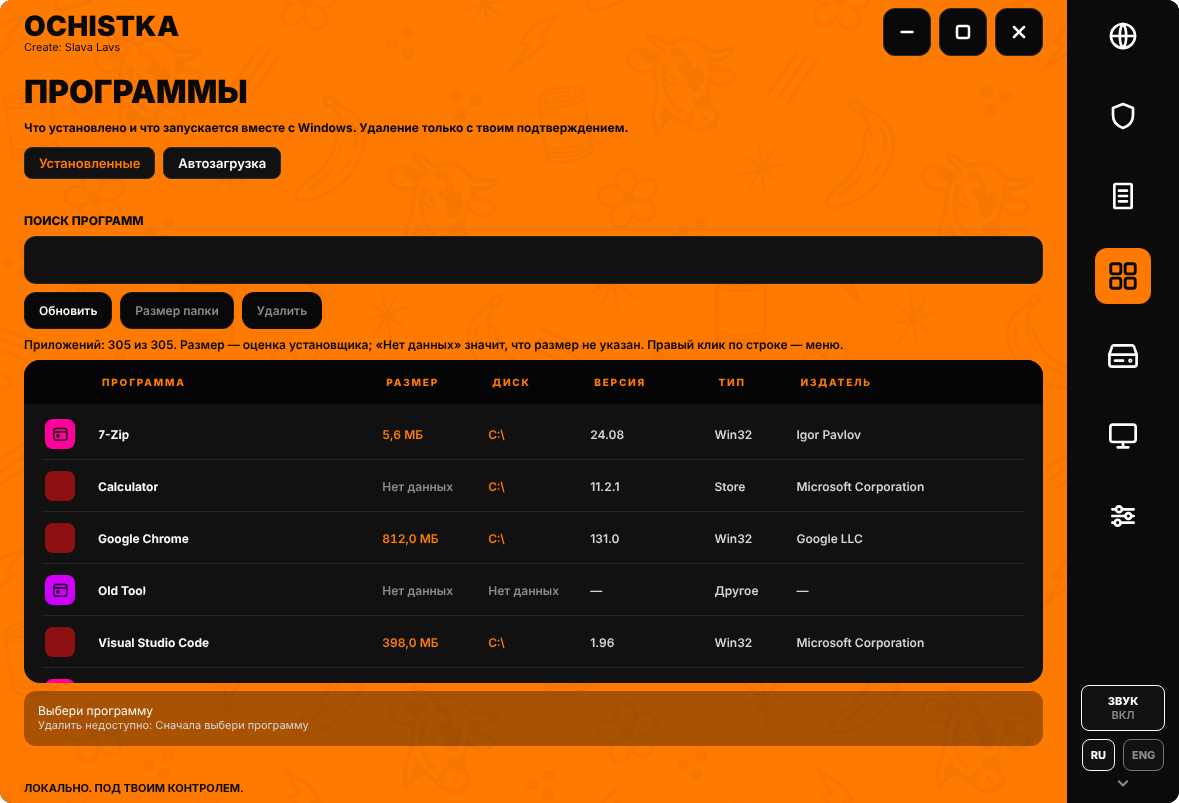 OCHISTKA
Create: Slava Lavs
ПРОГРАММЫ
Что установлено и что запускается вместе с Windows. Удаление только с твоим подтверждением.
Установленные Автозагрузка
ПОИСК ПРОГРАММ
Обновить Размер папки Удалить
Приложений: 305 из 305. Размер — оценка установщика; «Нет данных» значит, что размер не указан. Правый клик по строке — меню.
ПРОГРАММА РАЗМЕР ДИСК ВЕРСИЯ ТИП ИЗДАТЕЛЬ
7-Zip 5,6 МБ C:\ 24.08 Win32 Igor Pavlov
Calculator Нет данных C:\ 11.2.1 Store Microsoft Corporation
Google Chrome 812,0 МБ C:\ 131.0 Win32 Google LLC
Old Tool Нет данных Нет данных — Другое —
Visual Studio Code 398,0 МБ C:\ 1.96 Win32 Microsoft Corporation
Выбери программу
Удалить недоступно: Сначала выбери программу
ЛОКАЛЬНО. ПОД ТВОИМ КОНТРОЛЕМ.
ЗВУК
ВКЛ
RU ENG